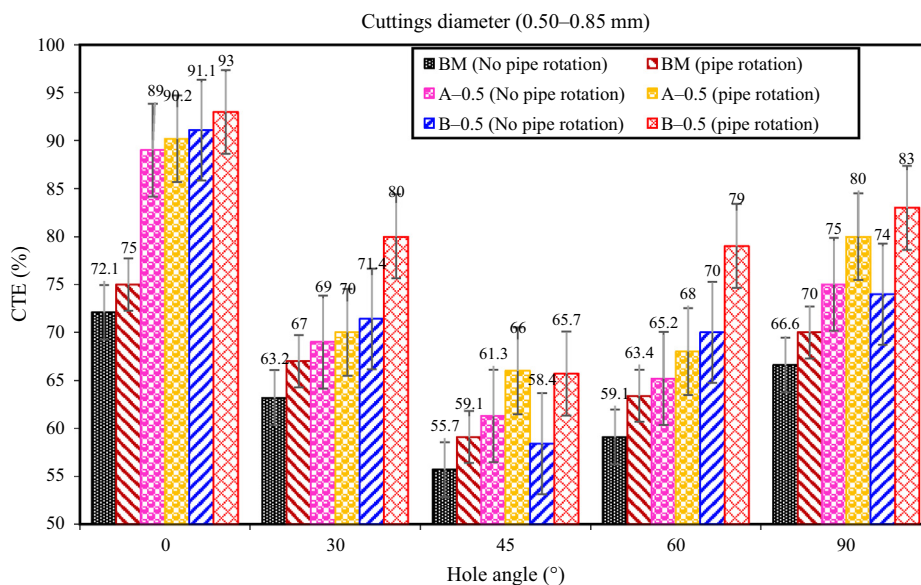 Cuttings diameter (0.50–0.85 mm)
BM (No pipe rotation) BM (pipe rotation)
A–0.5 (No pipe rotation) A–0.5 (pipe rotation)
B–0.5 (No pipe rotation) B–0.5 (pipe rotation)
CTE (%)
100
95
90
85
80
75
70
65
60
55
50
72.1 75 89 90.2 91.1 93
63.2 67 69 70 71.4 80
55.7 59.1 61.3 66 58.4 65.7
59.1 63.4 65.2 68 70 79
66.6 70 75 80 74 83
0 30 45 60 90
Hole angle (°)